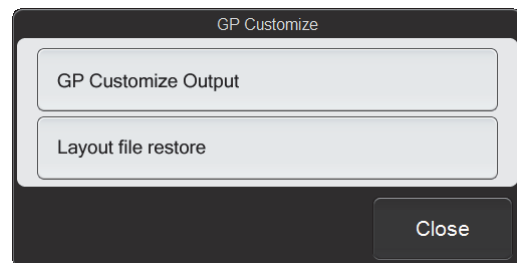 GP Customize
GP Customize Output
Layout file restore
Close